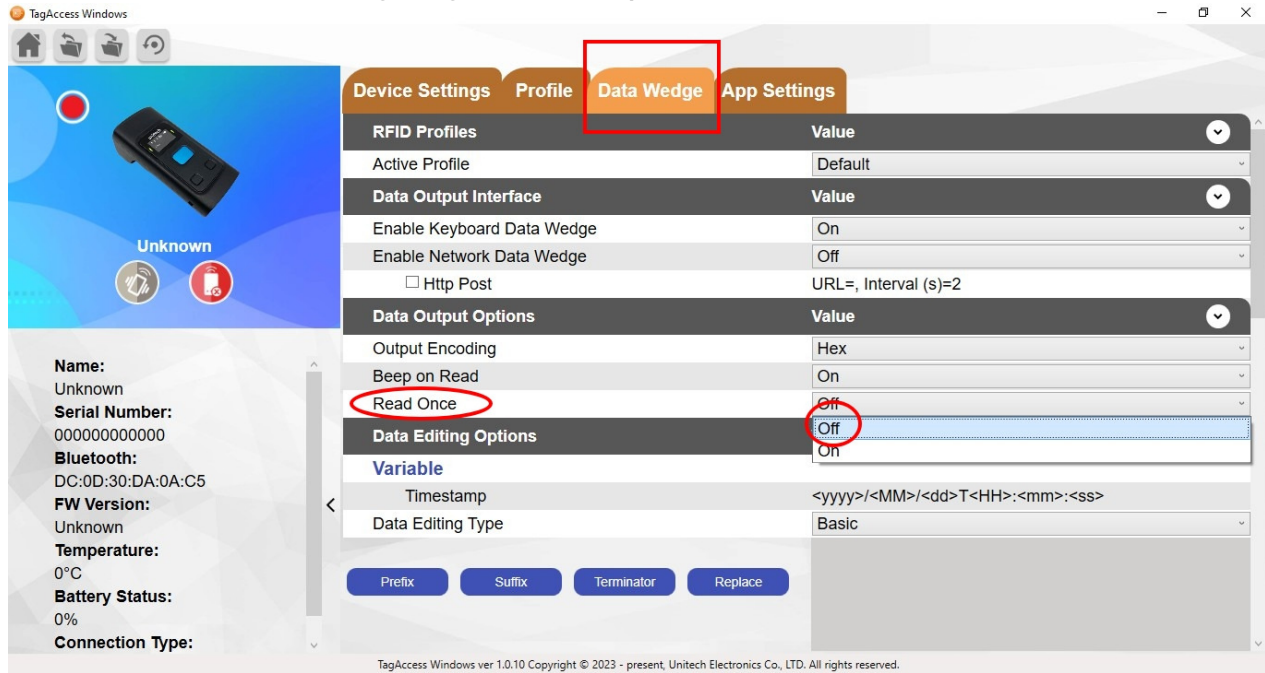 TagAccess Windows
Device Settings Profile Data Wedge App Settings
RFID Profiles Value
Active Profile Default
Data Output Interface Value
Enable Keyboard Data Wedge On
Enable Network Data Wedge Off
Http Post URL=, Interval (s)=2
Data Output Options Value
Output Encoding Hex
Beep on Read On
Read Once Off
Off
On
Data Editing Options
Variable
Timestamp <yyyy>/<MM>/<dd>T<HH>:<mm>:<ss>
Data Editing Type Basic
Prefix Suffix Terminator Replace
Unknown
Name:
Unknown
Serial Number:
000000000000
Bluetooth:
DC:0D:30:DA:0A:C5
FW Version:
Unknown
Temperature:
0°C
Battery Status:
0%
Connection Type:
TagAccess Windows ver 1.0.10 Copyright © 2023 - present, Unitech Electronics Co., LTD. All rights reserved.